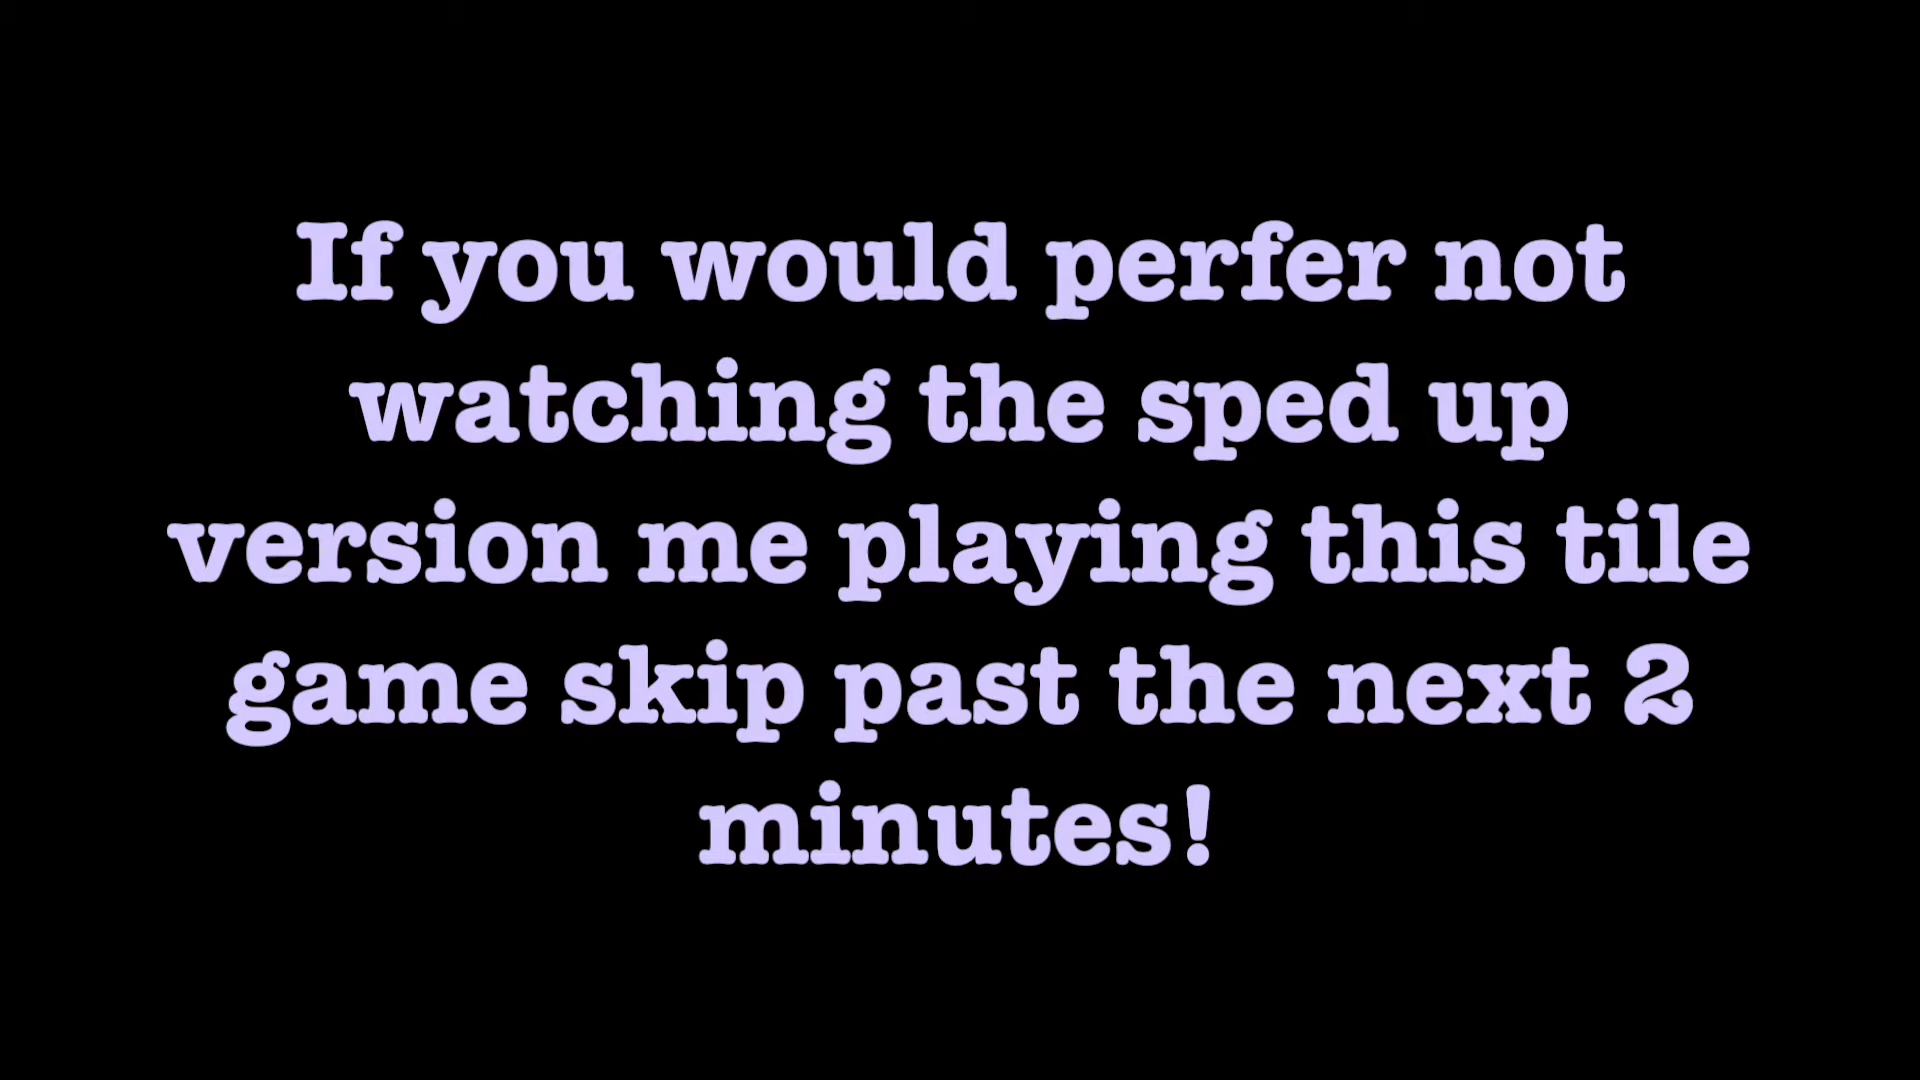 If you would perfer not
watching the sped up
version me playing this tile
game skip past the next 2
minutes!